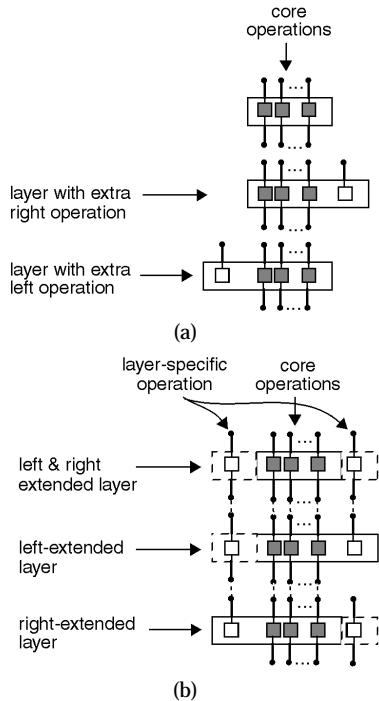 core
operations
layer with extra
right operation
layer with extra
left operation
(a)
layer-specific
operation
core
operations
left & right
extended layer
left-extended
layer
right-extended
layer
(b)